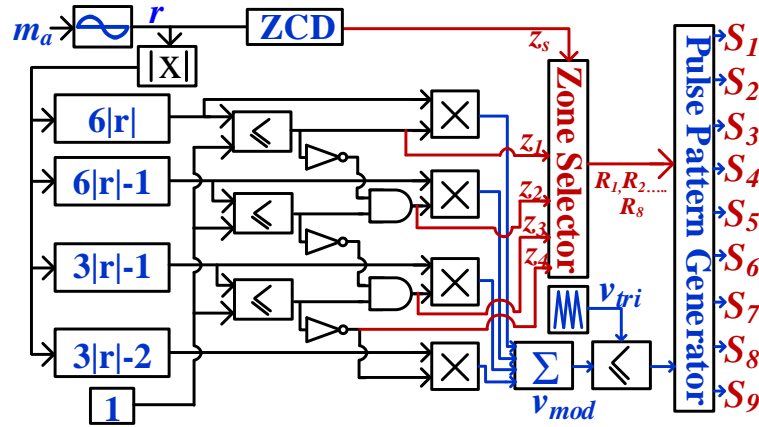 m_a
r
ZCD
z_s
|X|
6|r|
6|r|-1
3|r|-1
3|r|-2
1
≤
≤
≤
×
×
×
×
z_1
z_2
z_3
z_4
Zone Selector
R_1,R_2.....
R_8
v_tri
Σ
v_mod
≤
Pulse Pattern Generator
S_1
S_2
S_3
S_4
S_5
S_6
S_7
S_8
S_9